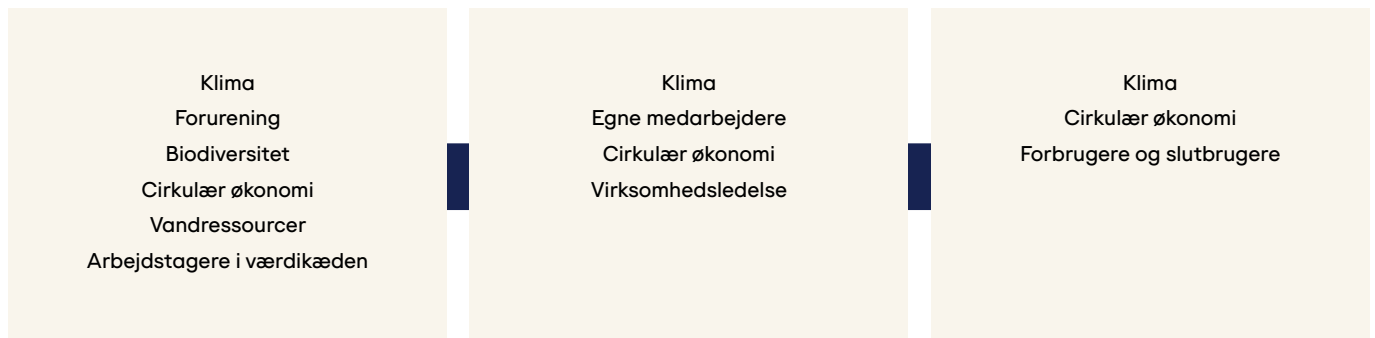 Klima
Forurening
Biodiversitet
Cirkulær økonomi
Vandressourcer
Arbejdstagere i værdikæden
Klima
Egne medarbejdere
Cirkulær økonomi
Virksomhedsledelse
Klima
Cirkulær økonomi
Forbrugere og slutbrugere